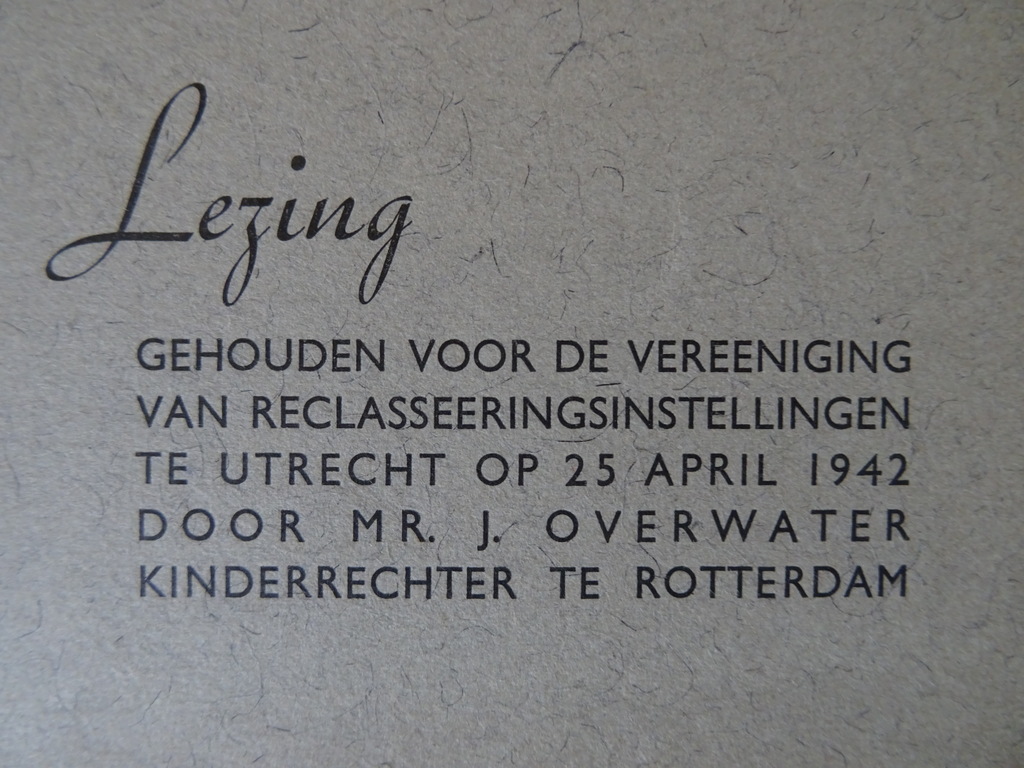 Lezing
GEHOUDEN VOOR DE VEREENIGING
VAN RECLASSEERINGSINSTELLINGEN
TE UTRECHT OP 25 APRIL 1942
DOOR MR. J. OVERWATER
KINDERRECHTER TE ROTTERDAM